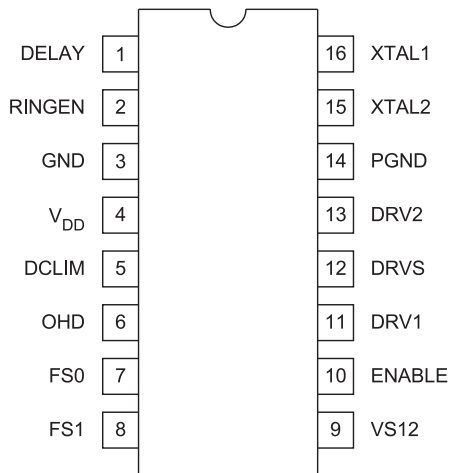 DELAY 1 16 XTAL1
RINGEN 2 15 XTAL2
GND 3 14 PGND
VDD 4 13 DRV2
DCLIM 5 12 DRVS
OHD 6 11 DRV1
FS0 7 10 ENABLE
FS1 8 9 VS12